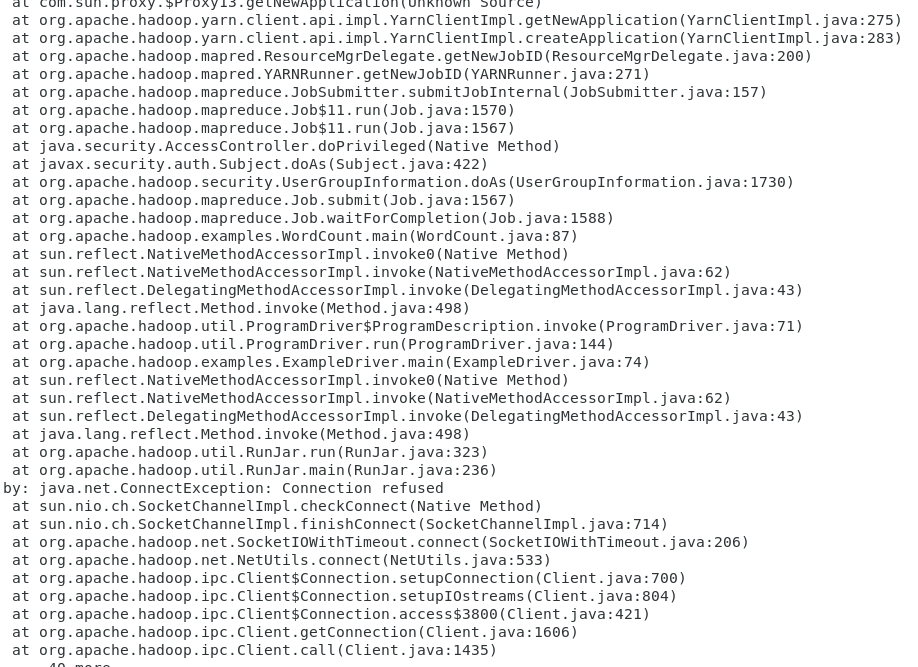 at com.sun.proxy.$Proxy13.getNewApplication(Unknown Source)
at org.apache.hadoop.yarn.client.api.impl.YarnClientImpl.getNewApplication(YarnClientImpl.java:275)
at org.apache.hadoop.yarn.client.api.impl.YarnClientImpl.createApplication(YarnClientImpl.java:283)
at org.apache.hadoop.mapred.ResourceMgrDelegate.getNewJobID(ResourceMgrDelegate.java:200)
at org.apache.hadoop.mapred.YARNRunner.getNewJobID(YARNRunner.java:271)
at org.apache.hadoop.mapreduce.JobSubmitter.submitJobInternal(JobSubmitter.java:157)
at org.apache.hadoop.mapreduce.Job$11.run(Job.java:1570)
at org.apache.hadoop.mapreduce.Job$11.run(Job.java:1567)
at java.security.AccessController.doPrivileged(Native Method)
at javax.security.auth.Subject.doAs(Subject.java:422)
at org.apache.hadoop.security.UserGroupInformation.doAs(UserGroupInformation.java:1730)
at org.apache.hadoop.mapreduce.Job.submit(Job.java:1567)
at org.apache.hadoop.mapreduce.Job.waitForCompletion(Job.java:1588)
at org.apache.hadoop.examples.WordCount.main(WordCount.java:87)
at sun.reflect.NativeMethodAccessorImpl.invoke0(Native Method)
at sun.reflect.NativeMethodAccessorImpl.invoke(NativeMethodAccessorImpl.java:62)
at sun.reflect.DelegatingMethodAccessorImpl.invoke(DelegatingMethodAccessorImpl.java:43)
at java.lang.reflect.Method.invoke(Method.java:498)
at org.apache.hadoop.util.ProgramDriver$ProgramDescription.invoke(ProgramDriver.java:71)
at org.apache.hadoop.util.ProgramDriver.run(ProgramDriver.java:144)
at org.apache.hadoop.examples.ExampleDriver.main(ExampleDriver.java:74)
at sun.reflect.NativeMethodAccessorImpl.invoke0(Native Method)
at sun.reflect.NativeMethodAccessorImpl.invoke(NativeMethodAccessorImpl.java:62)
at sun.reflect.DelegatingMethodAccessorImpl.invoke(DelegatingMethodAccessorImpl.java:43)
at java.lang.reflect.Method.invoke(Method.java:498)
at org.apache.hadoop.util.RunJar.run(RunJar.java:323)
at org.apache.hadoop.util.RunJar.main(RunJar.java:236)
by: java.net.ConnectException: Connection refused
at sun.nio.ch.SocketChannelImpl.checkConnect(Native Method)
at sun.nio.ch.SocketChannelImpl.finishConnect(SocketChannelImpl.java:714)
at org.apache.hadoop.net.SocketIOWithTimeout.connect(SocketIOWithTimeout.java:206)
at org.apache.hadoop.net.NetUtils.connect(NetUtils.java:533)
at org.apache.hadoop.ipc.Client$Connection.setupConnection(Client.java:700)
at org.apache.hadoop.ipc.Client$Connection.setupIOstreams(Client.java:804)
at org.apache.hadoop.ipc.Client$Connection.access$3800(Client.java:421)
at org.apache.hadoop.ipc.Client.getConnection(Client.java:1606)
at org.apache.hadoop.ipc.Client.call(Client.java:1435)
more